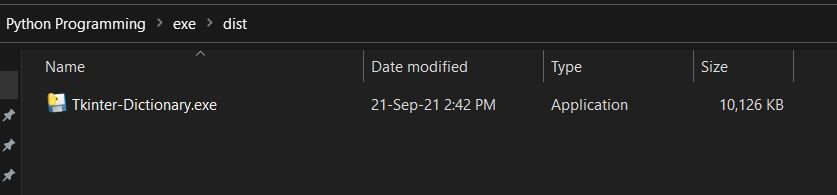 Python Programming > exe > dist
Name Date modified Type Size
Tkinter-Dictionary.exe 21-Sep-21 2:42 PM Application 10,126 KB